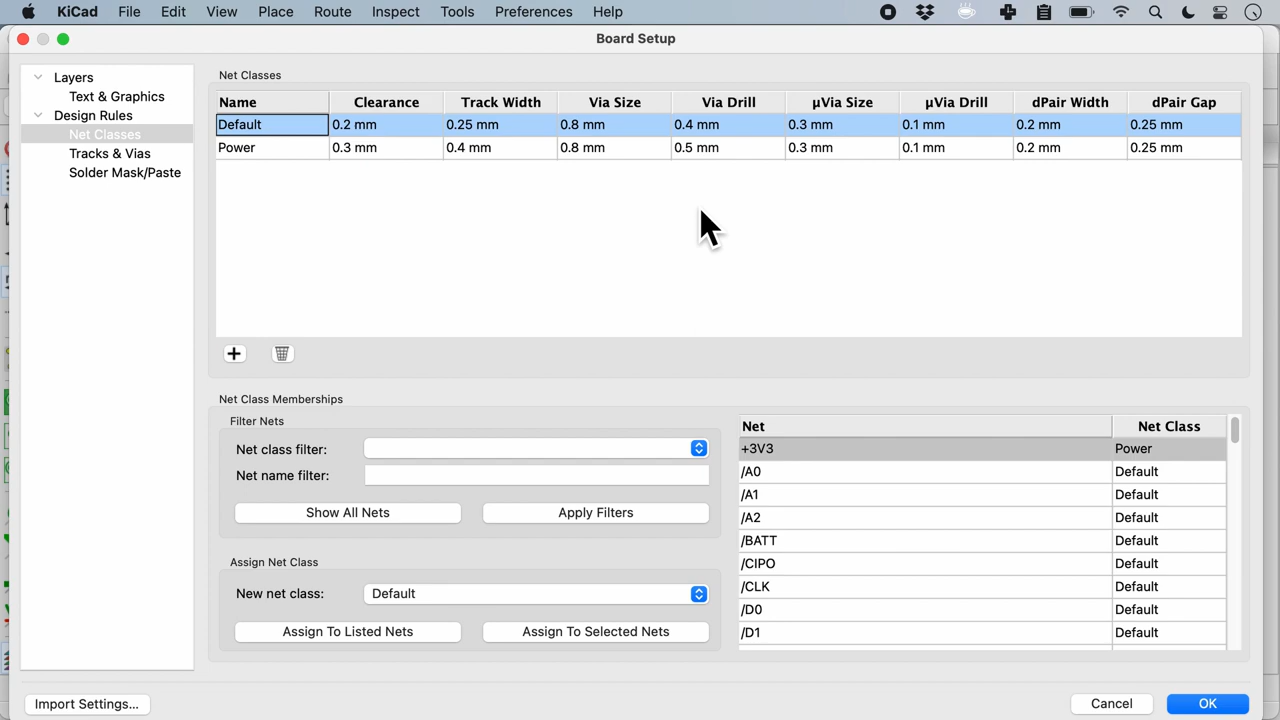 KiCad File Edit View Place Route Inspect Tools Preferences Help
Board Setup
Layers
Text & Graphics
Design Rules
Net Classes
Tracks & Vias
Solder Mask/Paste
Net Classes
Name Clearance Track Width Via Size Via Drill µVia Size µVia Drill dPair Width dPair Gap
Default 0.2 mm 0.25 mm 0.8 mm 0.4 mm 0.3 mm 0.1 mm 0.2 mm 0.25 mm
Power 0.3 mm 0.4 mm 0.8 mm 0.5 mm 0.3 mm 0.1 mm 0.2 mm 0.25 mm
Net Class Memberships
Filter Nets
Net class filter:
Net name filter:
Show All Nets Apply Filters
Assign Net Class
New net class: Default
Assign To Listed Nets Assign To Selected Nets
Net Net Class
+3V3 Power
/A0 Default
/A1 Default
/A2 Default
/BATT Default
/CIPO Default
/CLK Default
/D0 Default
/D1 Default
Import Settings... Cancel OK